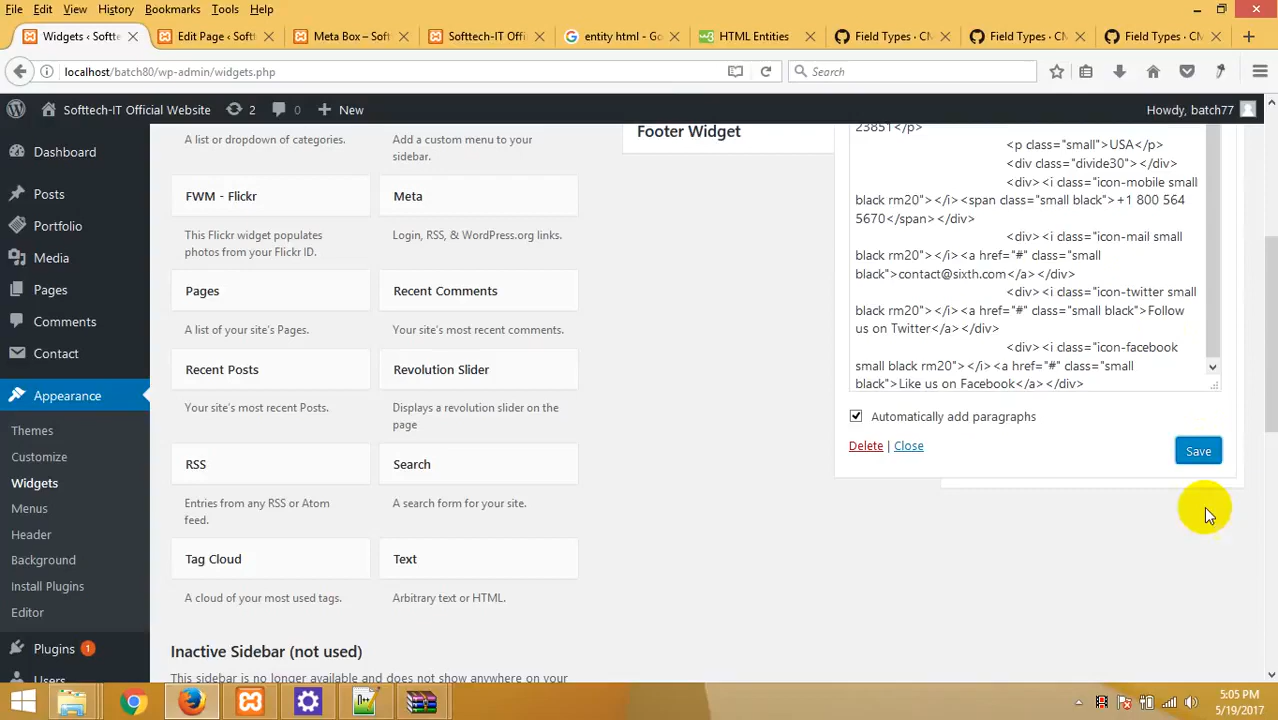 File Edit View History Bookmarks Tools Help
Widgets ‹ Softte
Edit Page ‹ Soft
Meta Box – Soft
Softtech-IT Offi
entity html - Go
HTML Entities
Field Types · CM
Field Types · CM
Field Types · CM
localhost/batch80/wp-admin/widgets.php
Search
Softtech-IT Official Website 2 0 New
Howdy, batch77
Dashboard
Posts
Portfolio
Media
Pages
Comments
Contact
Appearance
Themes
Customize
Widgets
Menus
Header
Background
Install Plugins
Editor
Plugins 1
Users
A list or dropdown of categories.
Add a custom menu to your
sidebar.
FWM - Flickr
Meta
This Flickr widget populates
photos from your Flickr ID.
Login, RSS, & WordPress.org links.
Pages
Recent Comments
A list of your site's Pages.
Your site's most recent comments.
Recent Posts
Revolution Slider
Your site's most recent Posts.
Displays a revolution slider on the
page
RSS
Search
Entries from any RSS or Atom
feed.
A search form for your site.
Tag Cloud
Text
A cloud of your most used tags.
Arbitrary text or HTML.
Inactive Sidebar (not used)
This sidebar is no longer available and does not show anywhere on your
Footer Widget
23851</p>
<p class="small">USA</p>
<div class="divide30"></div>
<div><i class="icon-mobile small
black rm20"></i><span class="small black">+1 800 564
5670</span></div>
<div><i class="icon-mail small
black rm20"></i><a href="#" class="small
black">contact@sixth.com</a></div>
<div><i class="icon-twitter small
black rm20"></i><a href="#" class="small black">Follow
us on Twitter</a></div>
<div><i class="icon-facebook
small black rm20"></i><a href="#" class="small
black">Like us on Facebook</a></div>
Automatically add paragraphs
Delete | Close
Save
5:05 PM
5/19/2017